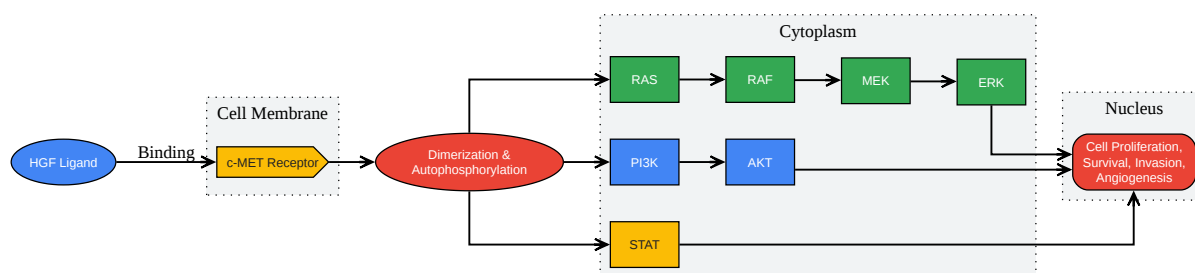 Cytoplasm
RAS
RAF
MEK
ERK
Cell Membrane
Nucleus
HGF Ligand
Binding
c-MET Receptor
Dimerization &
Autophosphorylation
PI3K
AKT
Cell Proliferation,
Survival, Invasion,
Angiogenesis
STAT